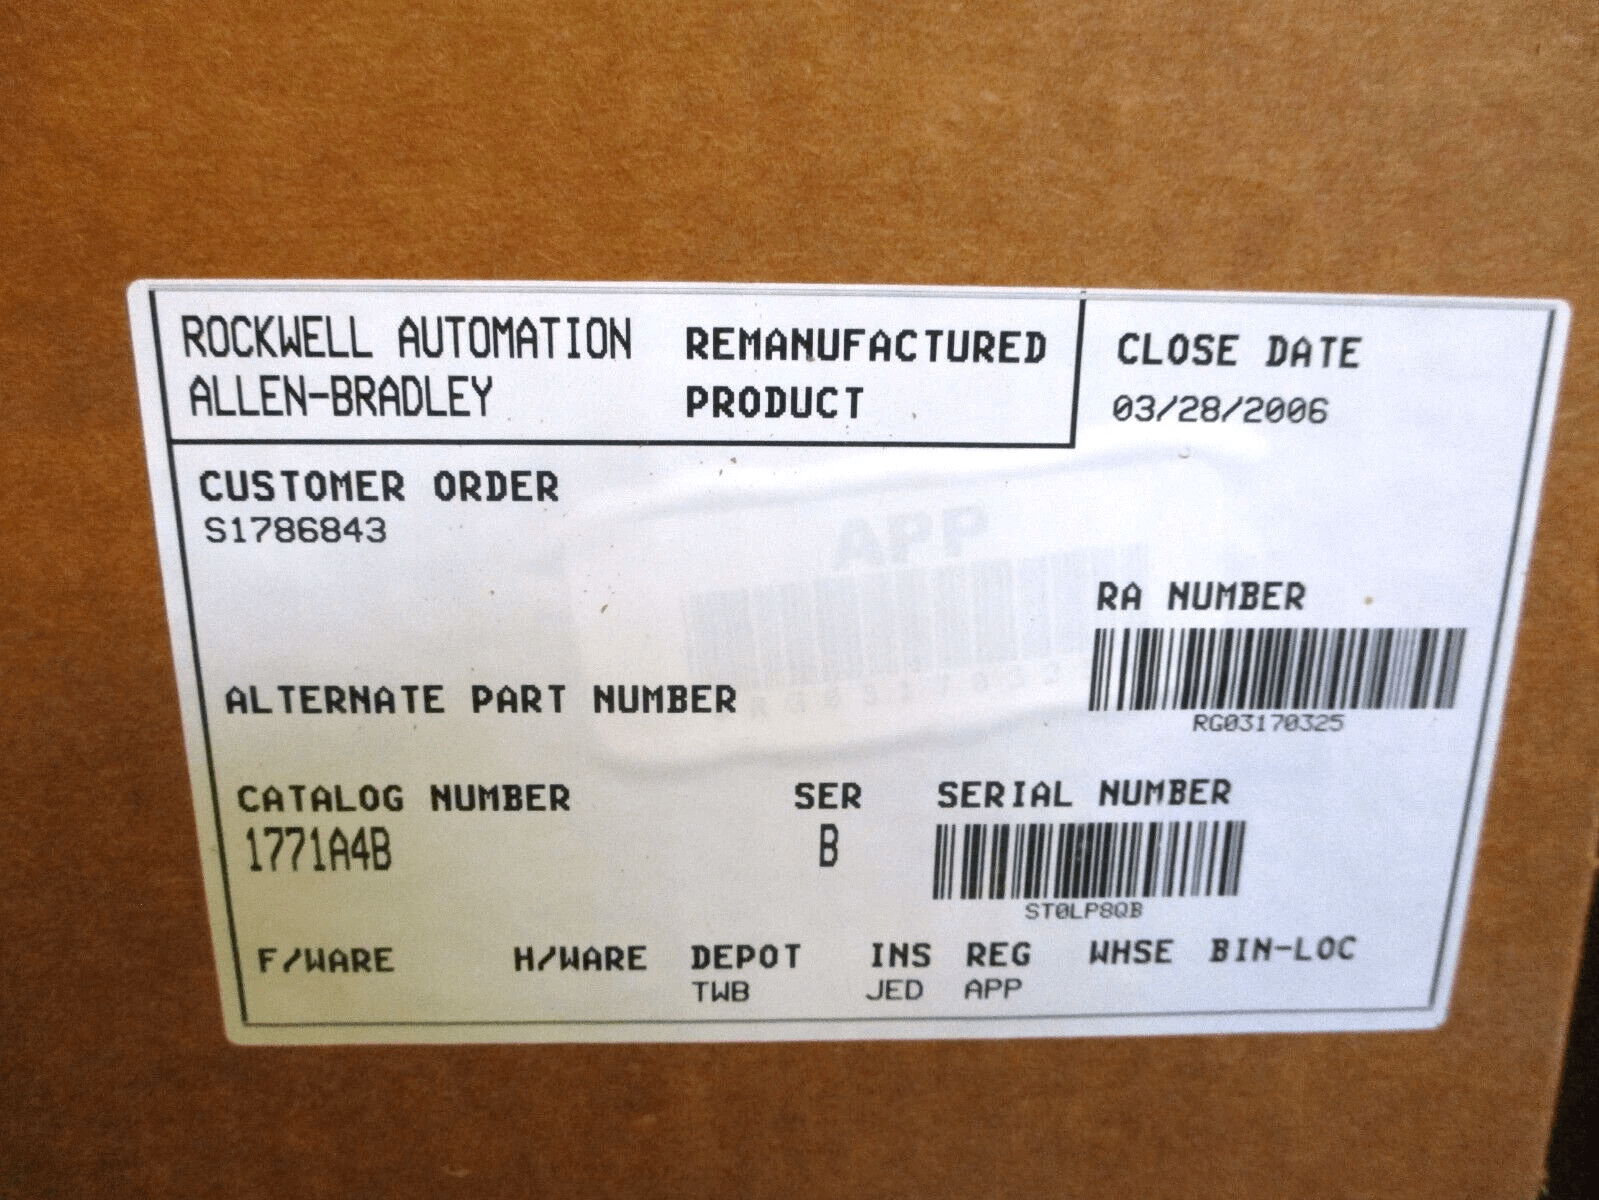 ROCKWELL AUTOMATION REMANUFACTURED
ALLEN-BRADLEY PRODUCT
CLOSE DATE
03/28/2006
CUSTOMER ORDER
S1786843
APP
RA NUMBER
RG03170325
ALTERNATE PART NUMBER
CATALOG NUMBER SER SERIAL NUMBER
1771A4B B
ST0LP8QB
F/WARE H/WARE DEPOT INS REG WHSE BIN-LOC
TWB JED APP